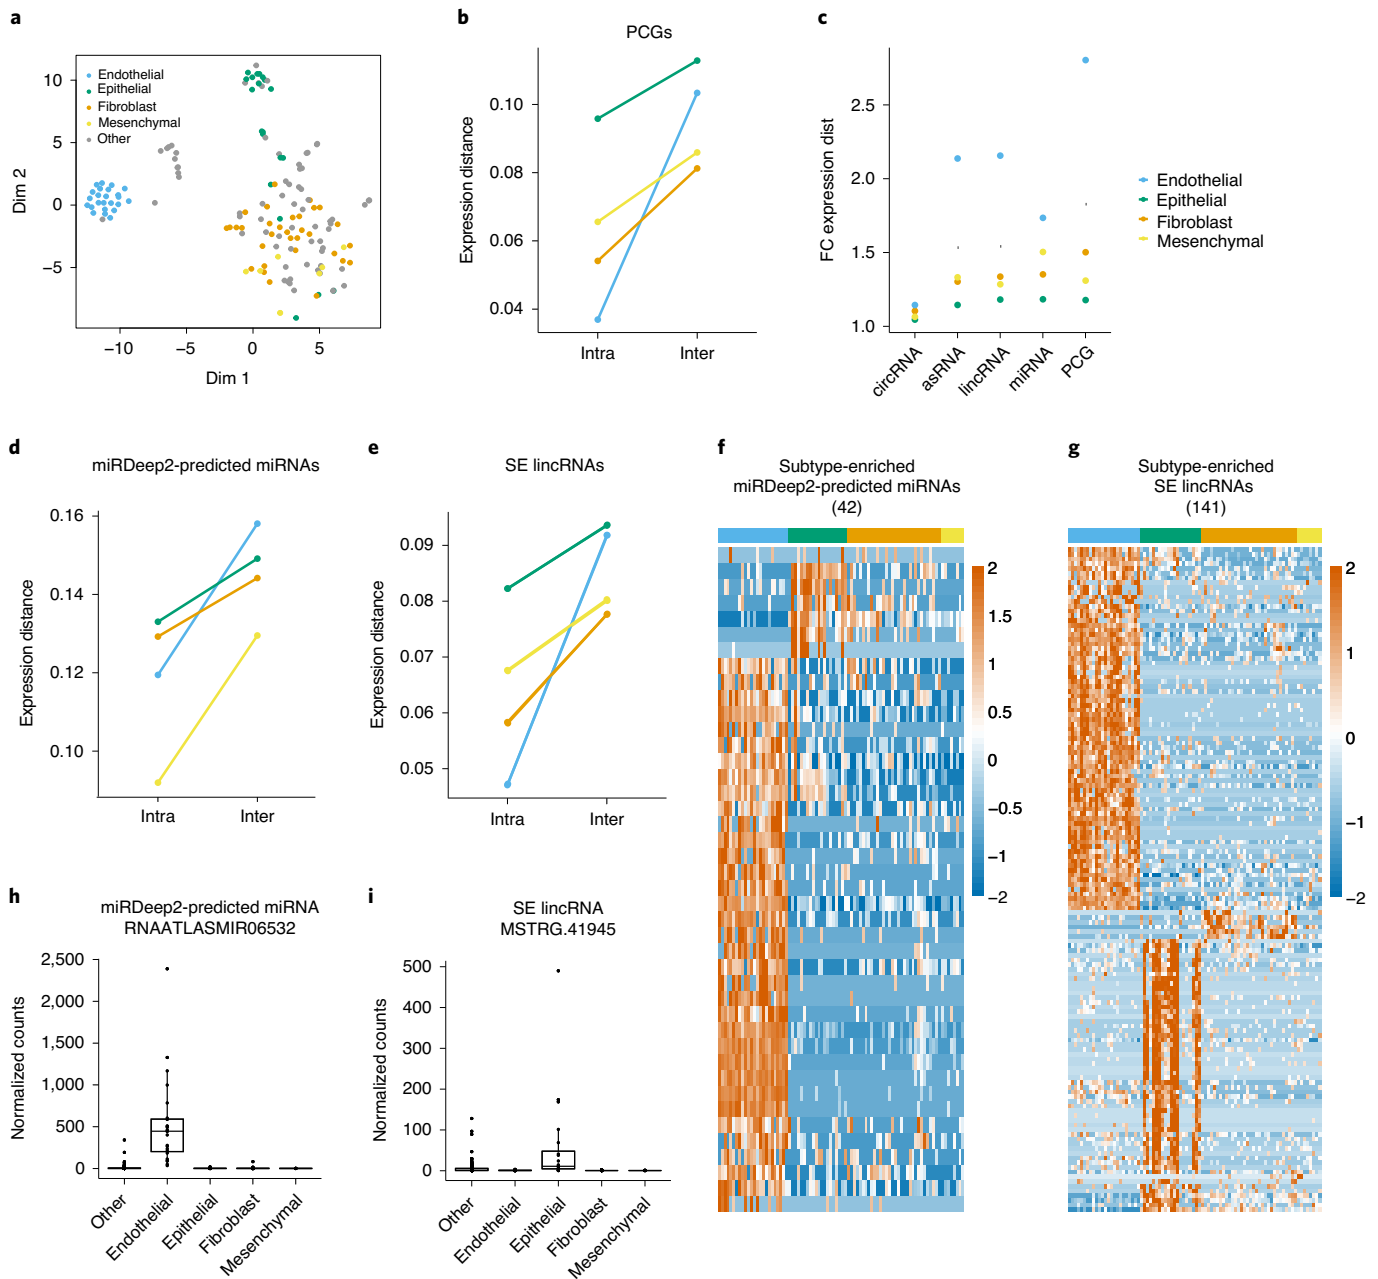 a
Endothelial
Epithelial
Fibroblast
Mesenchymal
Other
10
5
0
−5
Dim 2
−10
−5
0
5
Dim 1
b
PCGs
0.10
0.08
0.06
0.04
Expression distance
Intra
Inter
c
2.5
2.0
1.5
1.0
FC expression dist
circRNA
asRNA
lincRNA
miRNA
PCG
Endothelial
Epithelial
Fibroblast
Mesenchymal
d
miRDeep2-predicted miRNAs
0.16
0.14
0.12
0.10
Expression distance
Intra
Inter
e
SE lincRNAs
0.09
0.08
0.07
0.06
0.05
Expression distance
Intra
Inter
f
Subtype-enriched
miRDeep2-predicted miRNAs
(42)
2
1.5
1
0.5
0
−0.5
−1
−2
g
Subtype-enriched
SE lincRNAs
(141)
2
1
0
−1
−2
h
miRDeep2-predicted miRNA
RNAATLASMIR06532
2,500
2,000
1,500
1,000
500
0
Normalized counts
Other
Endothelial
Epithelial
Fibroblast
Mesenchymal
i
SE lincRNA
MSTRG.41945
500
400
300
200
100
0
Normalized counts
Other
Endothelial
Epithelial
Fibroblast
Mesenchymal